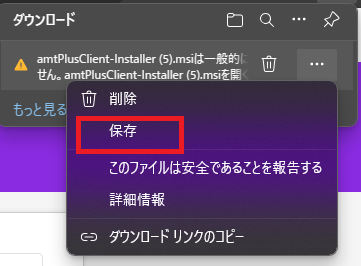 ダウンロード
amtPlusClient-Installer (5).msiは一般的に
せん。amtPlusClient-Installer (5).msiを開
もっと見る
削除
保存
このファイルは安全であることを報告する
詳細情報
ダウンロード リンクのコピー